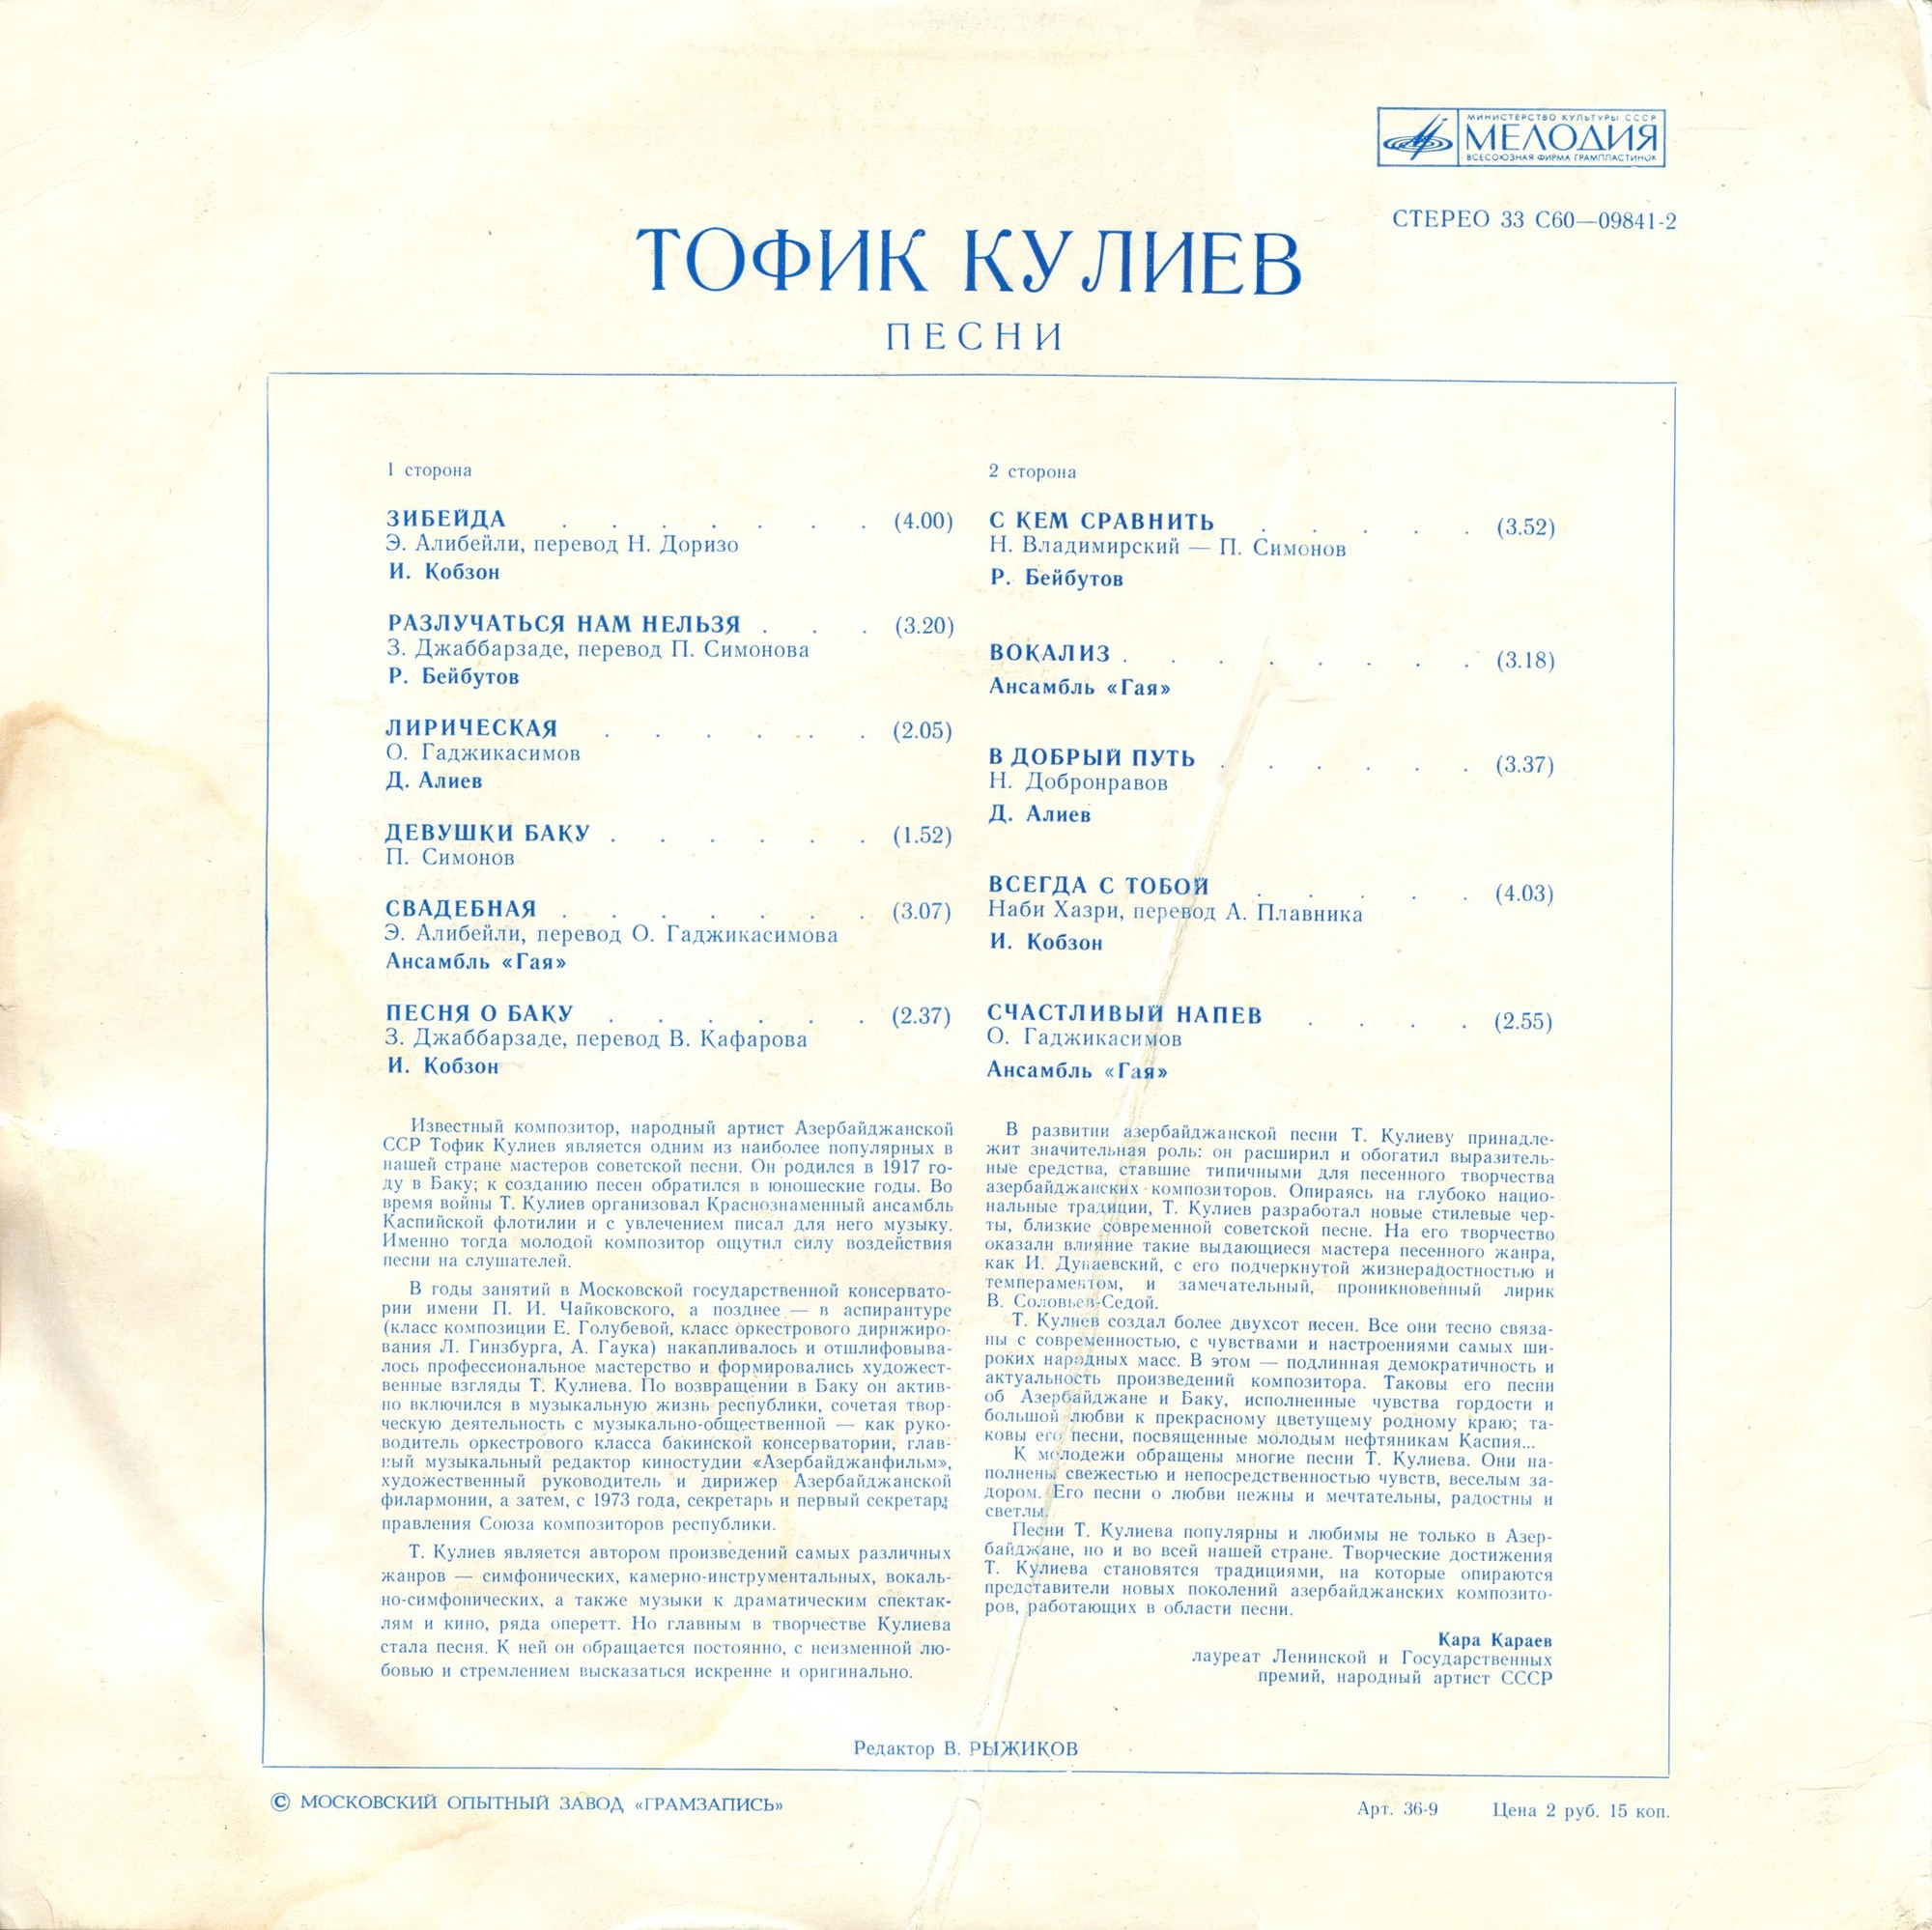 МИНИСТЕРСТВО КУЛЬТУРЫ СССР
МЕЛОДИЯ
ВСЕСОЮЗНАЯ ФИРМА ГРАМПЛАСТИНОК
СТЕРЕО 33 С60—09841-2
ТОФИК КУЛИЕВ
ПЕСНИ
1 сторона
ЗИБЕЙДА . . . . . . . (4.00)
Э. Алибейли, перевод Н. Доризо
И. Кобзон
РАЗЛУЧАТЬСЯ НАМ НЕЛЬЗЯ . . . (3.20)
З. Джаббарзаде, перевод П. Симонова
Р. Бейбутов
ЛИРИЧЕСКАЯ . . . . . . (2.05)
О. Гаджикасимов
Д. Алиев
ДЕВУШКИ БАКУ . . . . . . (1.52)
П. Симонов
СВАДЕБНАЯ . . . . . . . (3.07)
Э. Алибейли, перевод О. Гаджикасимова
Ансамбль «Гая»
ПЕСНЯ О БАКУ . . . . . . (2.37)
З. Джаббарзаде, перевод В. Кафарова
И. Кобзон
2 сторона
С КЕМ СРАВНИТЬ . . . . . (3.52)
Н. Владимирский — П. Симонов
Р. Бейбутов
ВОКАЛИЗ . . . . . . . . (3.18)
Ансамбль «Гая»
В ДОБРЫЙ ПУТЬ . . . . . . (3.37)
Н. Добронравов
Д. Алиев
ВСЕГДА С ТОБОЙ . . . . . (4.03)
Наби Хазри, перевод А. Плавника
И. Кобзон
СЧАСТЛИВЫЙ НАПЕВ . . . . (2.55)
О. Гаджикасимов
Ансамбль «Гая»
Известный композитор, народный артист Азербайджанской
ССР Тофик Кулиев является одним из наиболее популярных в
нашей стране мастеров советской песни. Он родился в 1917 го-
ду в Баку; к созданию песен обратился в юношеские годы. Во
время войны Т. Кулиев организовал Краснознаменный ансамбль
Каспийской флотилии и с увлечением писал для него музыку.
Именно тогда молодой композитор ощутил силу воздействия
песни на слушателей.
В годы занятий в Московской государственной консервато-
рии имени П. И. Чайковского, а позднее — в аспирантуре
(класс композиции Е. Голубевой, класс оркестрового дирижиро-
вания Л. Гинзбурга, А. Гаука) накапливалось и отшлифовыва-
лось профессиональное мастерство и формировались художест-
венные взгляды Т. Кулиева. По возвращении в Баку он актив-
но включился в музыкальную жизнь республики, сочетая твор-
ческую деятельность с музыкально-общественной — как руко-
водитель оркестрового класса бакинской консерватории, глав-
ный музыкальный редактор киностудии «Азербайджанфильм»,
художественный руководитель и дирижер Азербайджанской
филармонии, а затем, с 1973 года, секретарь и первый секретарь
правления Союза композиторов республики.
Т. Кулиев является автором произведений самых различных
жанров — симфонических, камерно-инструментальных, вокаль-
но-симфонических, а также музыки к драматическим спектак-
лям и кино, ряда оперетт. Но главным в творчестве Кулиева
стала песня. К ней он обращается постоянно, с неизменной лю-
бовью и стремлением высказаться искренне и оригинально.
В развитии азербайджанской песни Т. Кулиеву принадле-
жит значительная роль: он расширил и обогатил выразитель-
ные средства, ставшие типичными для песенного творчества
азербайджанских композиторов. Опираясь на глубоко нацио-
нальные традиции, Т. Кулиев разработал новые стилевые чер-
ты, близкие современной советской песне. На его творчество
оказали влияние такие выдающиеся мастера песенного жанра,
как И. Дунаевский, с его подчеркнутой жизнерадостностью и
темпераментом, и замечательный, проникновенный лирик
В. Соловьев-Седой.
Т. Кулиев создал более двухсот песен. Все они тесно связа-
ны с современностью, с чувствами и настроениями самых ши-
роких народных масс. В этом — подлинная демократичность и
актуальность произведений композитора. Таковы его песни
об Азербайджане и Баку, исполненные чувства гордости и
большой любви к прекрасному цветущему родному краю; та-
ковы его песни, посвященные молодым нефтяникам Каспия...
К молодежи обращены многие песни Т. Кулиева. Они на-
полнены свежестью и непосредственностью чувств, веселым за-
дором. Его песни о любви нежны и мечтательны, радостны и
светлы.
Песни Т. Кулиева популярны и любимы не только в Азер-
байджане, но и во всей нашей стране. Творческие достижения
Т. Кулиева становятся традициями, на которые опираются
представители новых поколений азербайджанских композито-
ров, работающих в области песни.
Кара Караев
лауреат Ленинской и Государственных
премий, народный артист СССР
Редактор В. РЫЖИКОВ
© МОСКОВСКИЙ ОПЫТНЫЙ ЗАВОД «ГРАМЗАПИСЬ»
Арт. 36-9 Цена 2 руб. 15 коп.